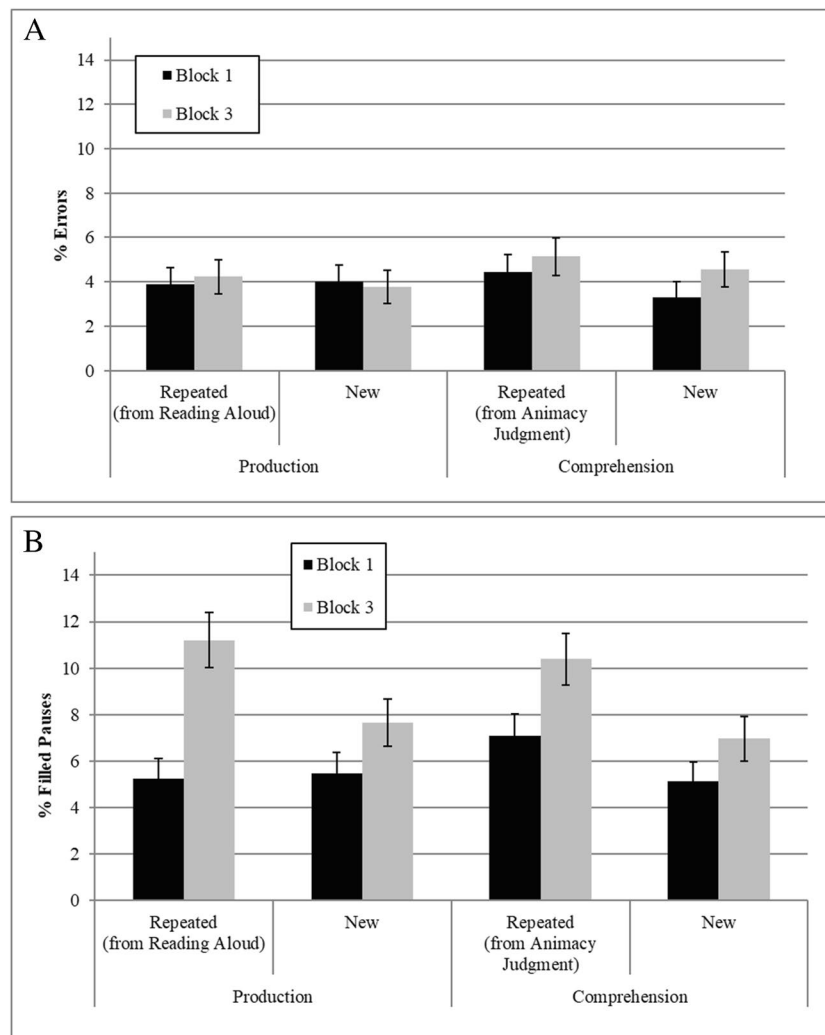 A
14
12
10
8
6
4
2
0
% Errors
Block 1
Block 3
Repeated
(from Reading Aloud)
New
Repeated
(from Animacy
Judgment)
New
Production
Comprehension
B
14
12
10
8
6
4
2
0
% Filled Pauses
Block 1
Block 3
Repeated
(from Reading Aloud)
New
Repeated
(from Animacy
Judgment)
New
Production
Comprehension